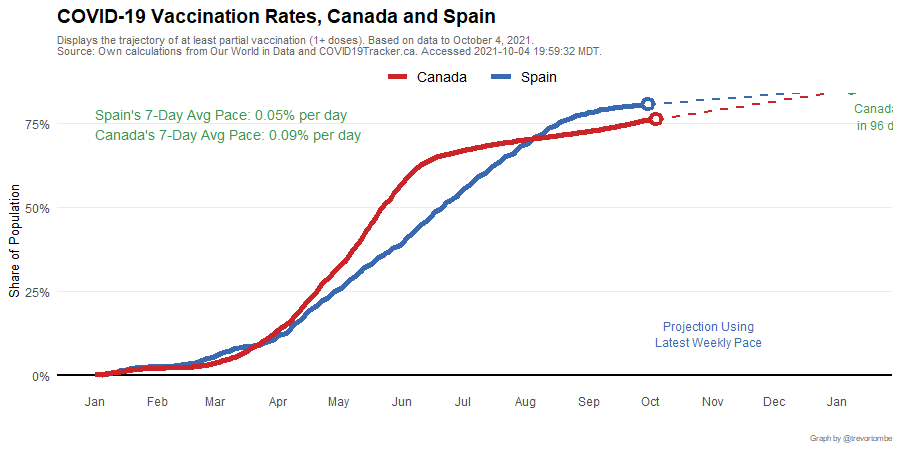 COVID-19 Vaccination Rates, Canada and Spain
Displays the trajectory of at least partial vaccination (1+ doses). Based on data to October 4, 2021.
Source: Own calculations from Our World in Data and COVID19Tracker.ca. Accessed 2021-10-04 19:59:32 MDT.
Canada Spain
Spain's 7-Day Avg Pace: 0.05% per day
Canada's 7-Day Avg Pace: 0.09% per day
Canada
in 96 d
75%
50%
25%
0%
Share of Population
Projection Using
Latest Weekly Pace
Jan Feb Mar Apr May Jun Jul Aug Sep Oct Nov Dec Jan
Graph by @trevortombe